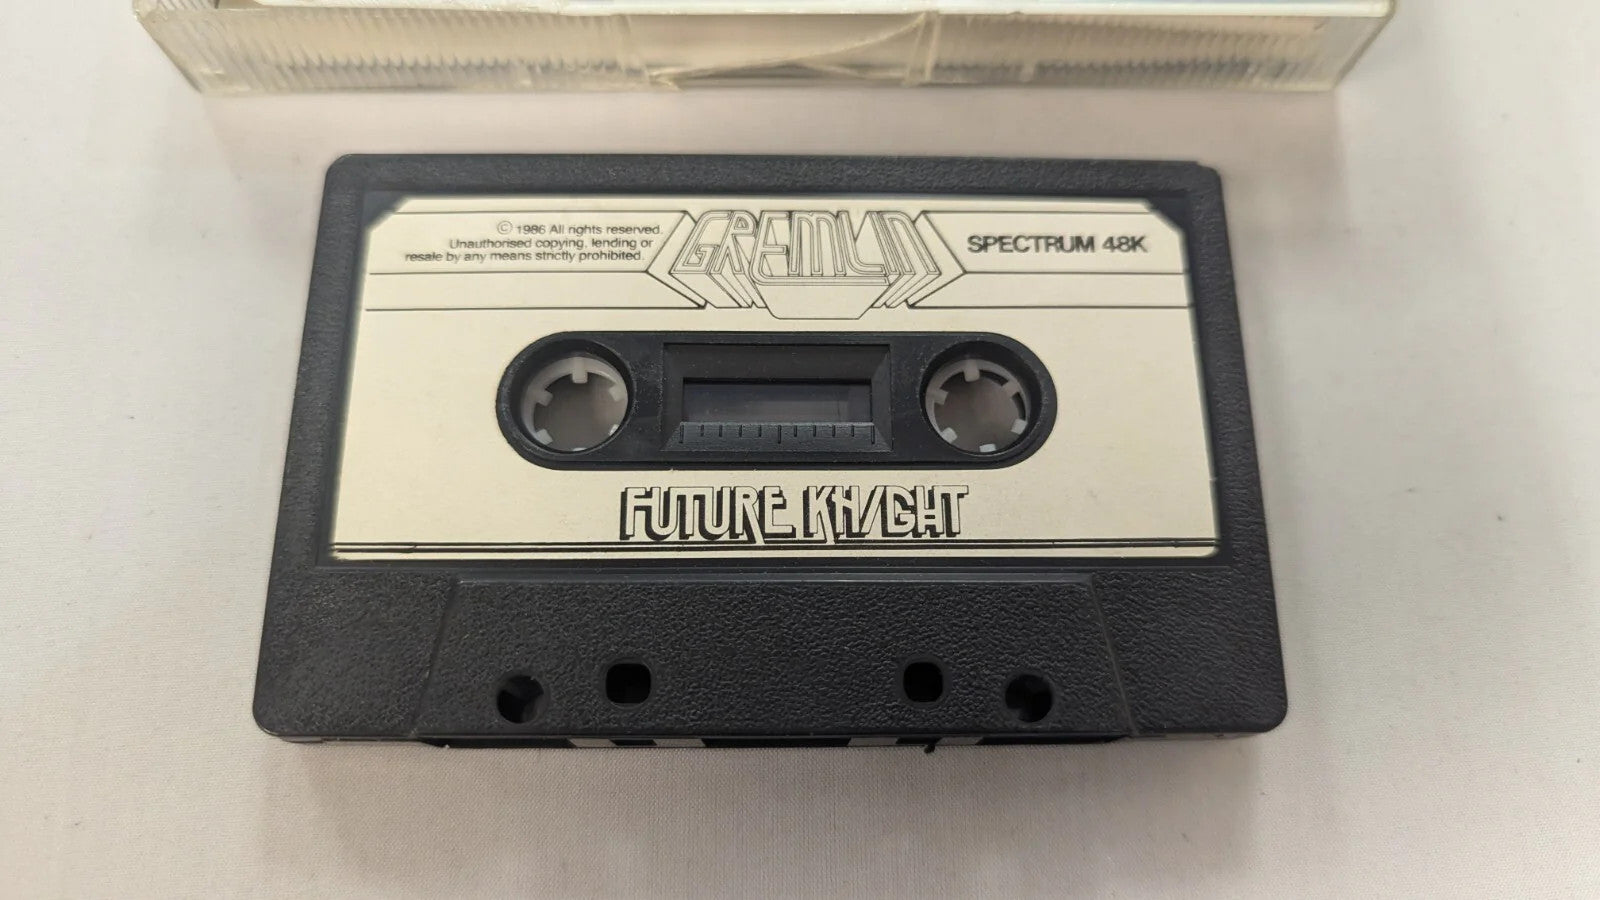 © 1986 All rights reserved.
Unauthorised copying, lending or
resale by any means strictly prohibited.
GREMLIN
SPECTRUM 48K
FUTURE KNIGHT